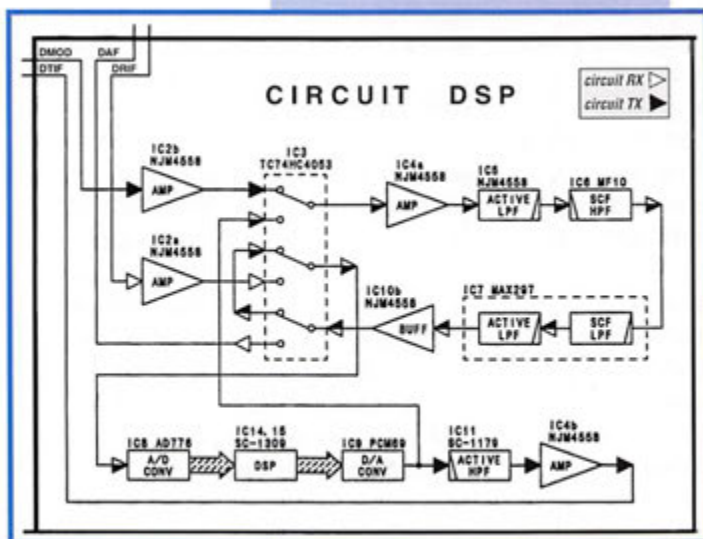 DMOD
DAF
DTIF
DRIF
CIRCUIT DSP
circuit RX
circuit TX
IC2b
NJM4558
AMP
IC3
TC74HC4053
IC4a
NJM4558
AMP
IC5
NJM4558
ACTIVE
LPF
IC6 MF10
SCF
HPF
IC2a
NJM4558
AMP
IC10b
NJM4558
BUFF
IC7 MAX297
ACTIVE
LPF
SCF
LPF
IC8 AD776
A/D
CONV
IC14,15
SC-1309
DSP
IC9 PCM69
D/A
CONV
IC11
SC-1179
ACTIVE
HPF
IC4b
NJM4558
AMP